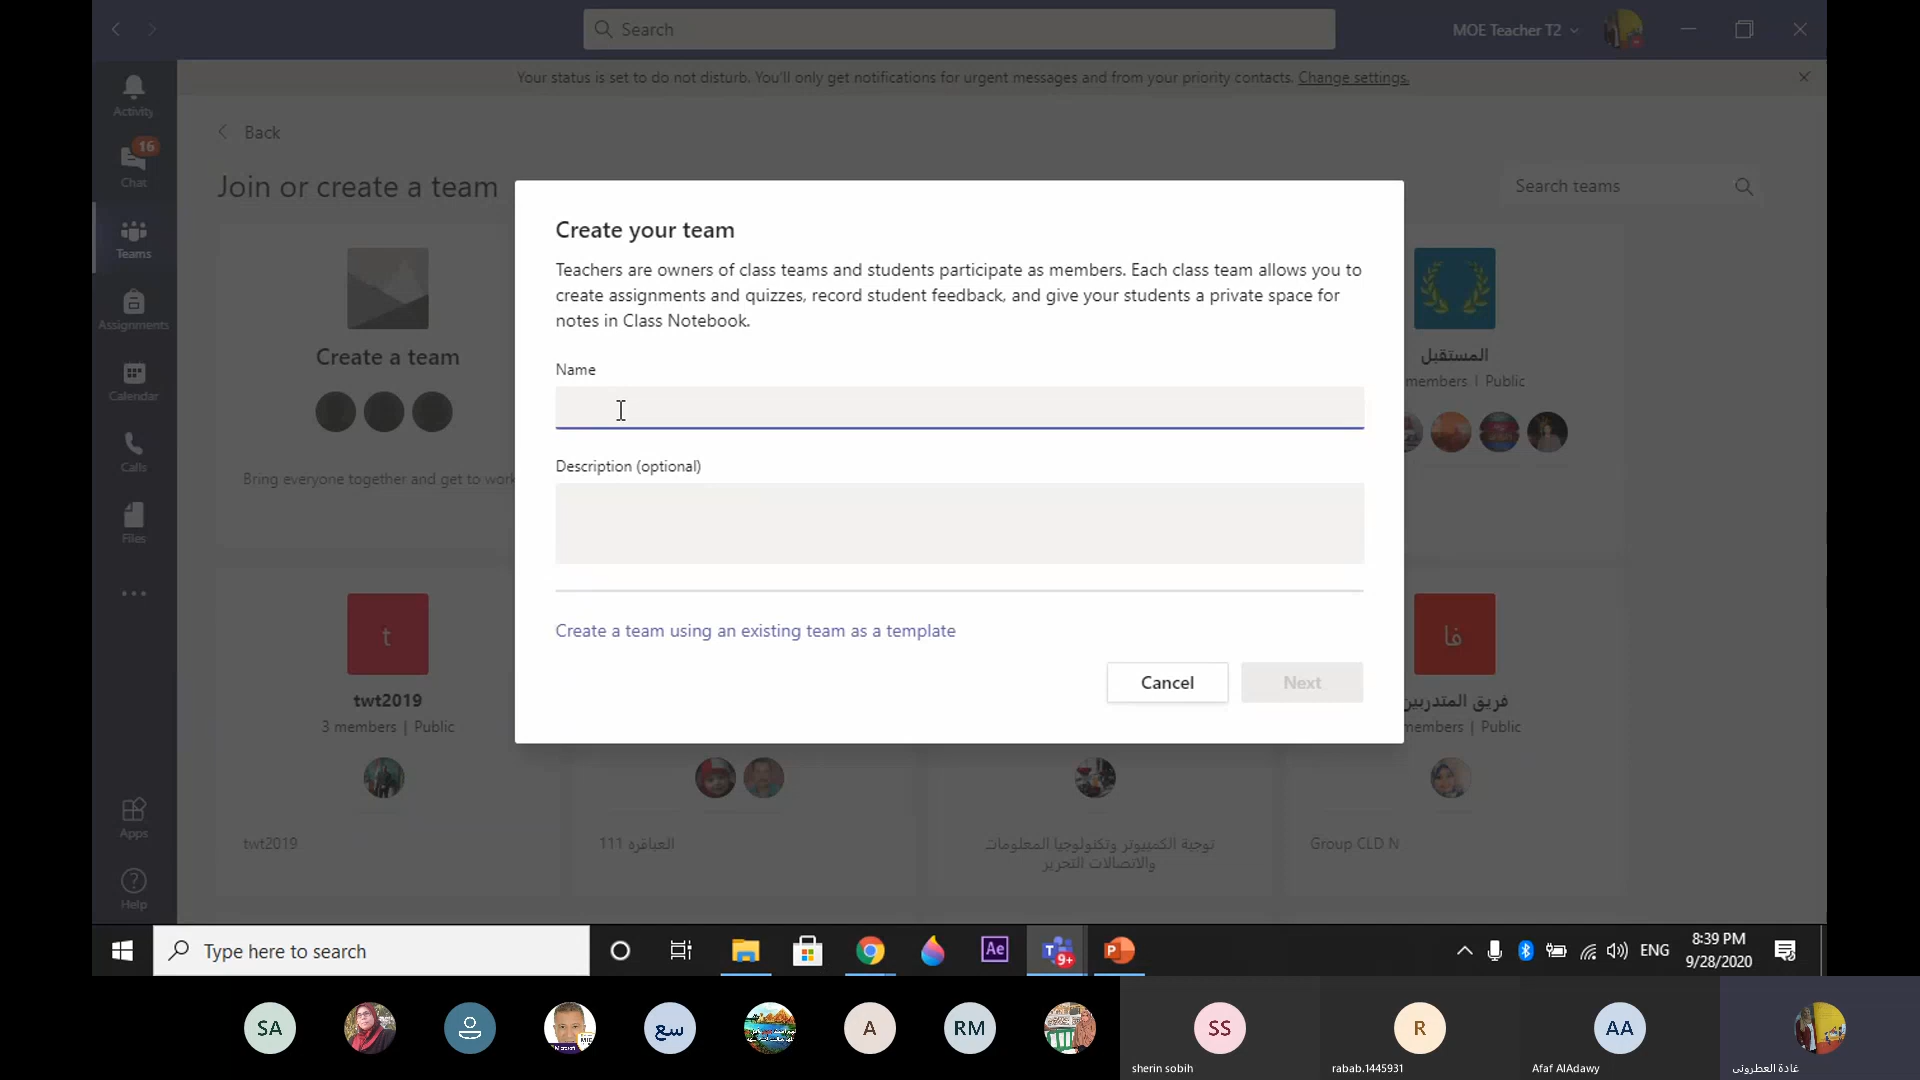 Search
MOE Teacher T2
Your status is set to do not disturb. You'll only get notifications for urgent messages and from your priority contacts. Change settings.
Activity
16
Chat
Teams
Assignments
Calendar
Calls
Files
Apps
Help
Back
Join or create a team
Search teams
Create a team
Bring everyone together and get to work
Create your team
Teachers are owners of class teams and students participate as members. Each class team allows you to
create assignments and quizzes, record student feedback, and give your students a private space for
notes in Class Notebook.
Name
Description (optional)
Create a team using an existing team as a template
Cancel
Next
المستقبل
members | Public
t
twt2019
3 members | Public
twt2019
العباقره 111
توجية الكمبيوتر وتكنولوجيا المعلومات
والاتصالات التحرير
فا
فريق المتدربين
members | Public
Group CLD N
Type here to search
Ae
9+
P
ENG
8:39 PM
9/28/2020
SA
سع
A
RM
SS
sherin sobih
R
rabab.1445931
AA
Afaf AlAdawy
غادة العطرونى